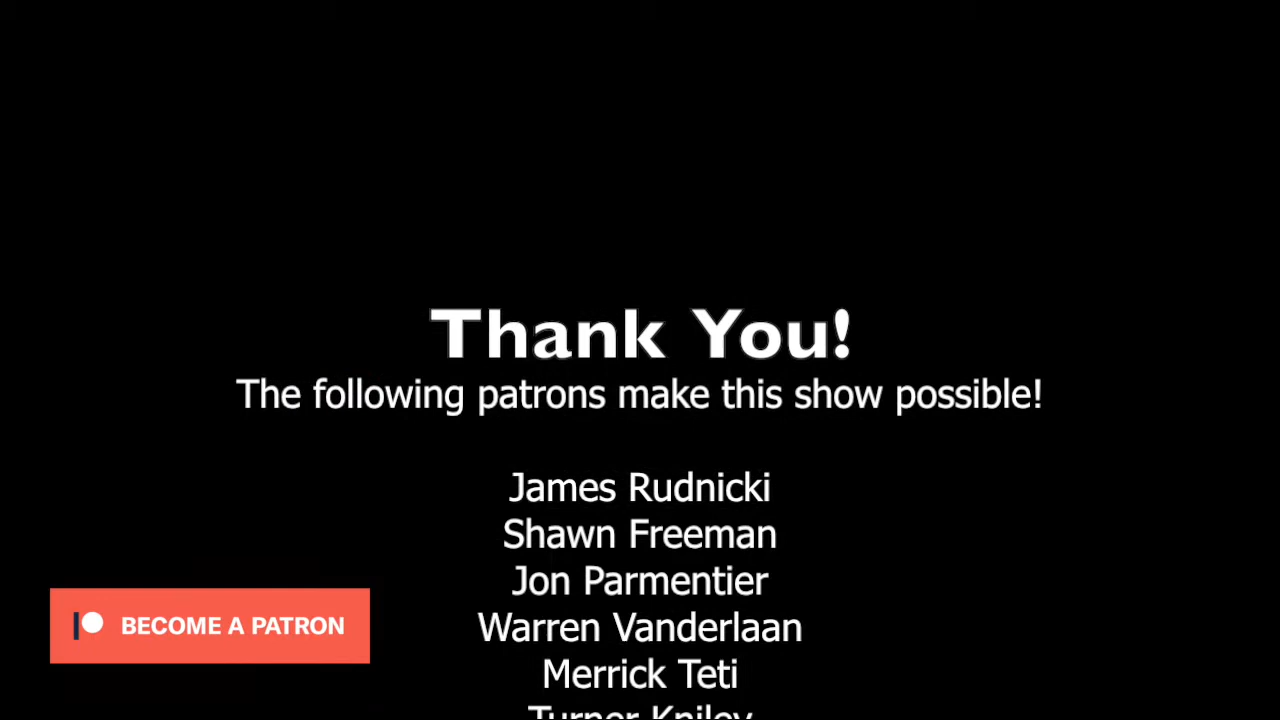 Thank You!
The following patrons make this show possible!
James Rudnicki
Shawn Freeman
Jon Parmentier
Warren Vanderlaan
BECOME A PATRON
Merrick Teti
Turner